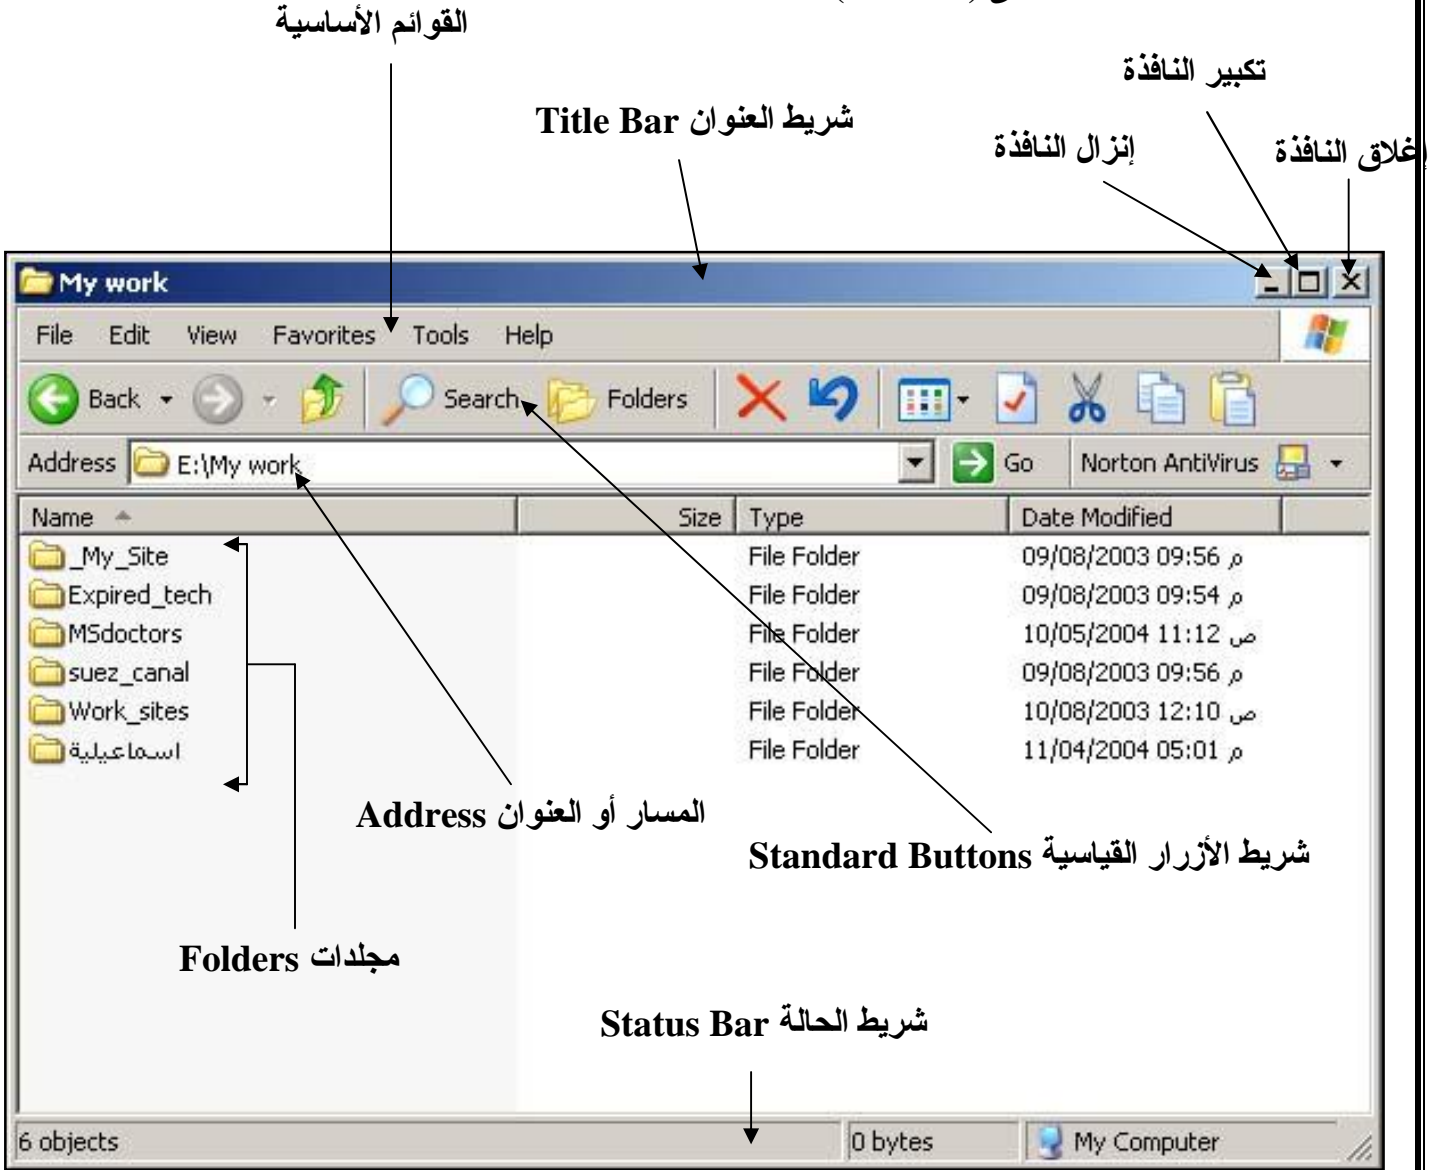 القوائم الأساسية
تكبير النافذة
شريط العنوان Title Bar
إنزال النافذة
إغلاق النافذة
My work
File Edit View Favorites Tools Help
Back Search Folders
Address E:\My work Go Norton AntiVirus
Name Size Type Date Modified
_My_Site File Folder 09/08/2003 09:56 م
Expired_tech File Folder 09/08/2003 09:54 م
MSdoctors File Folder 10/05/2004 11:12 ص
suez_canal File Folder 09/08/2003 09:56 م
Work_sites File Folder 10/08/2003 12:10 ص
اسماعيلية File Folder 11/04/2004 05:01 م
المسار أو العنوان Address
شريط الأزرار القياسية Standard Buttons
مجلدات Folders
شريط الحالة Status Bar
6 objects 0 bytes My Computer